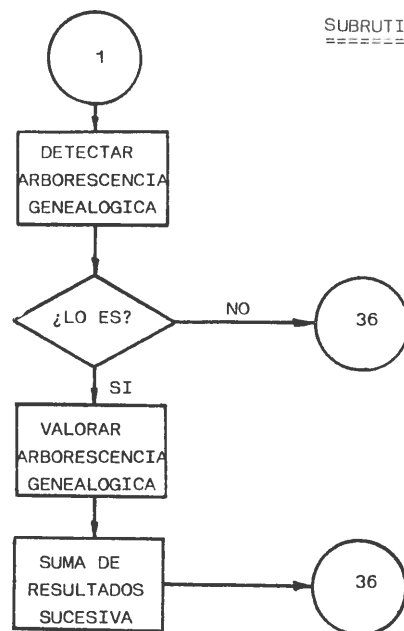 SUBRUTI
1
DETECTAR
ARBORESCENCIA
GENEALOGICA
¿LO ES?
NO
36
SI
VALORAR
ARBORESCENCIA
GENEALOGICA
SUMA DE
RESULTADOS
SUCESIVA
36